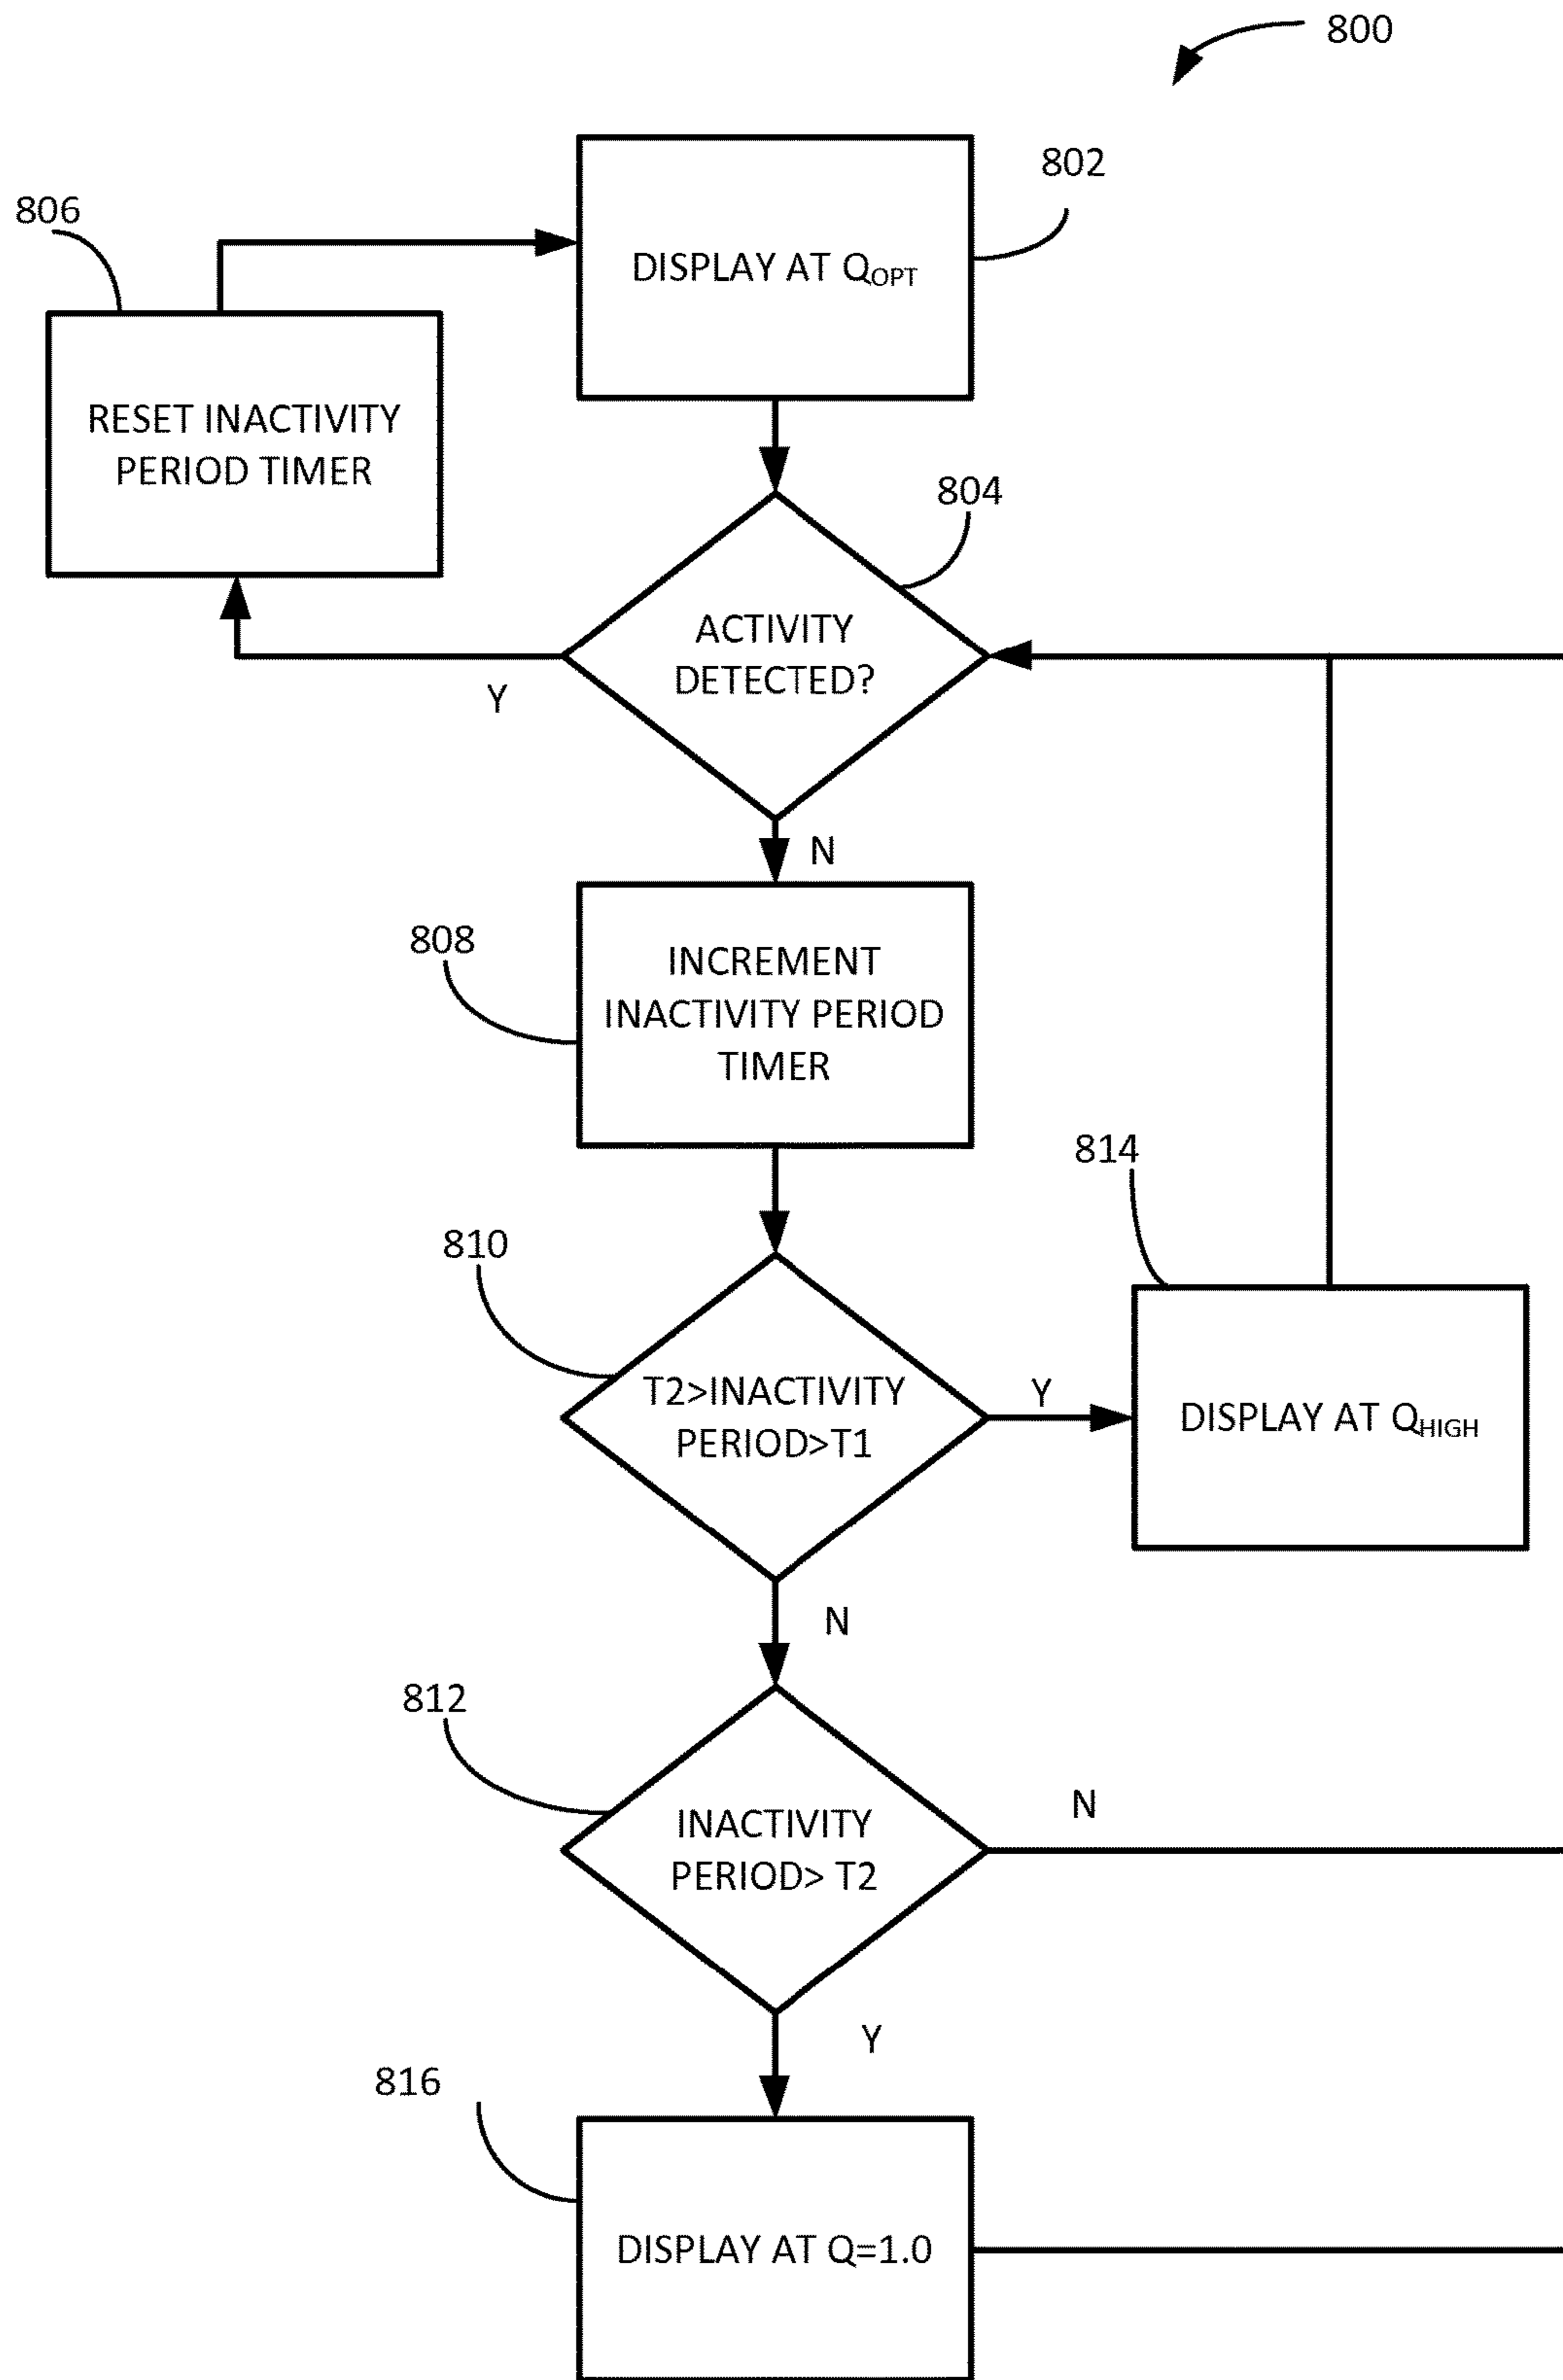 800
802
DISPLAY AT QOPT
806
RESET INACTIVITY
PERIOD TIMER
804
ACTIVITY
DETECTED?
Y
N
808
INCREMENT
INACTIVITY PERIOD
TIMER
814
810
T2>INACTIVITY
PERIOD>T1
Y
DISPLAY AT QHIGH
N
812
INACTIVITY
PERIOD> T2
N
Y
816
DISPLAY AT Q=1.0